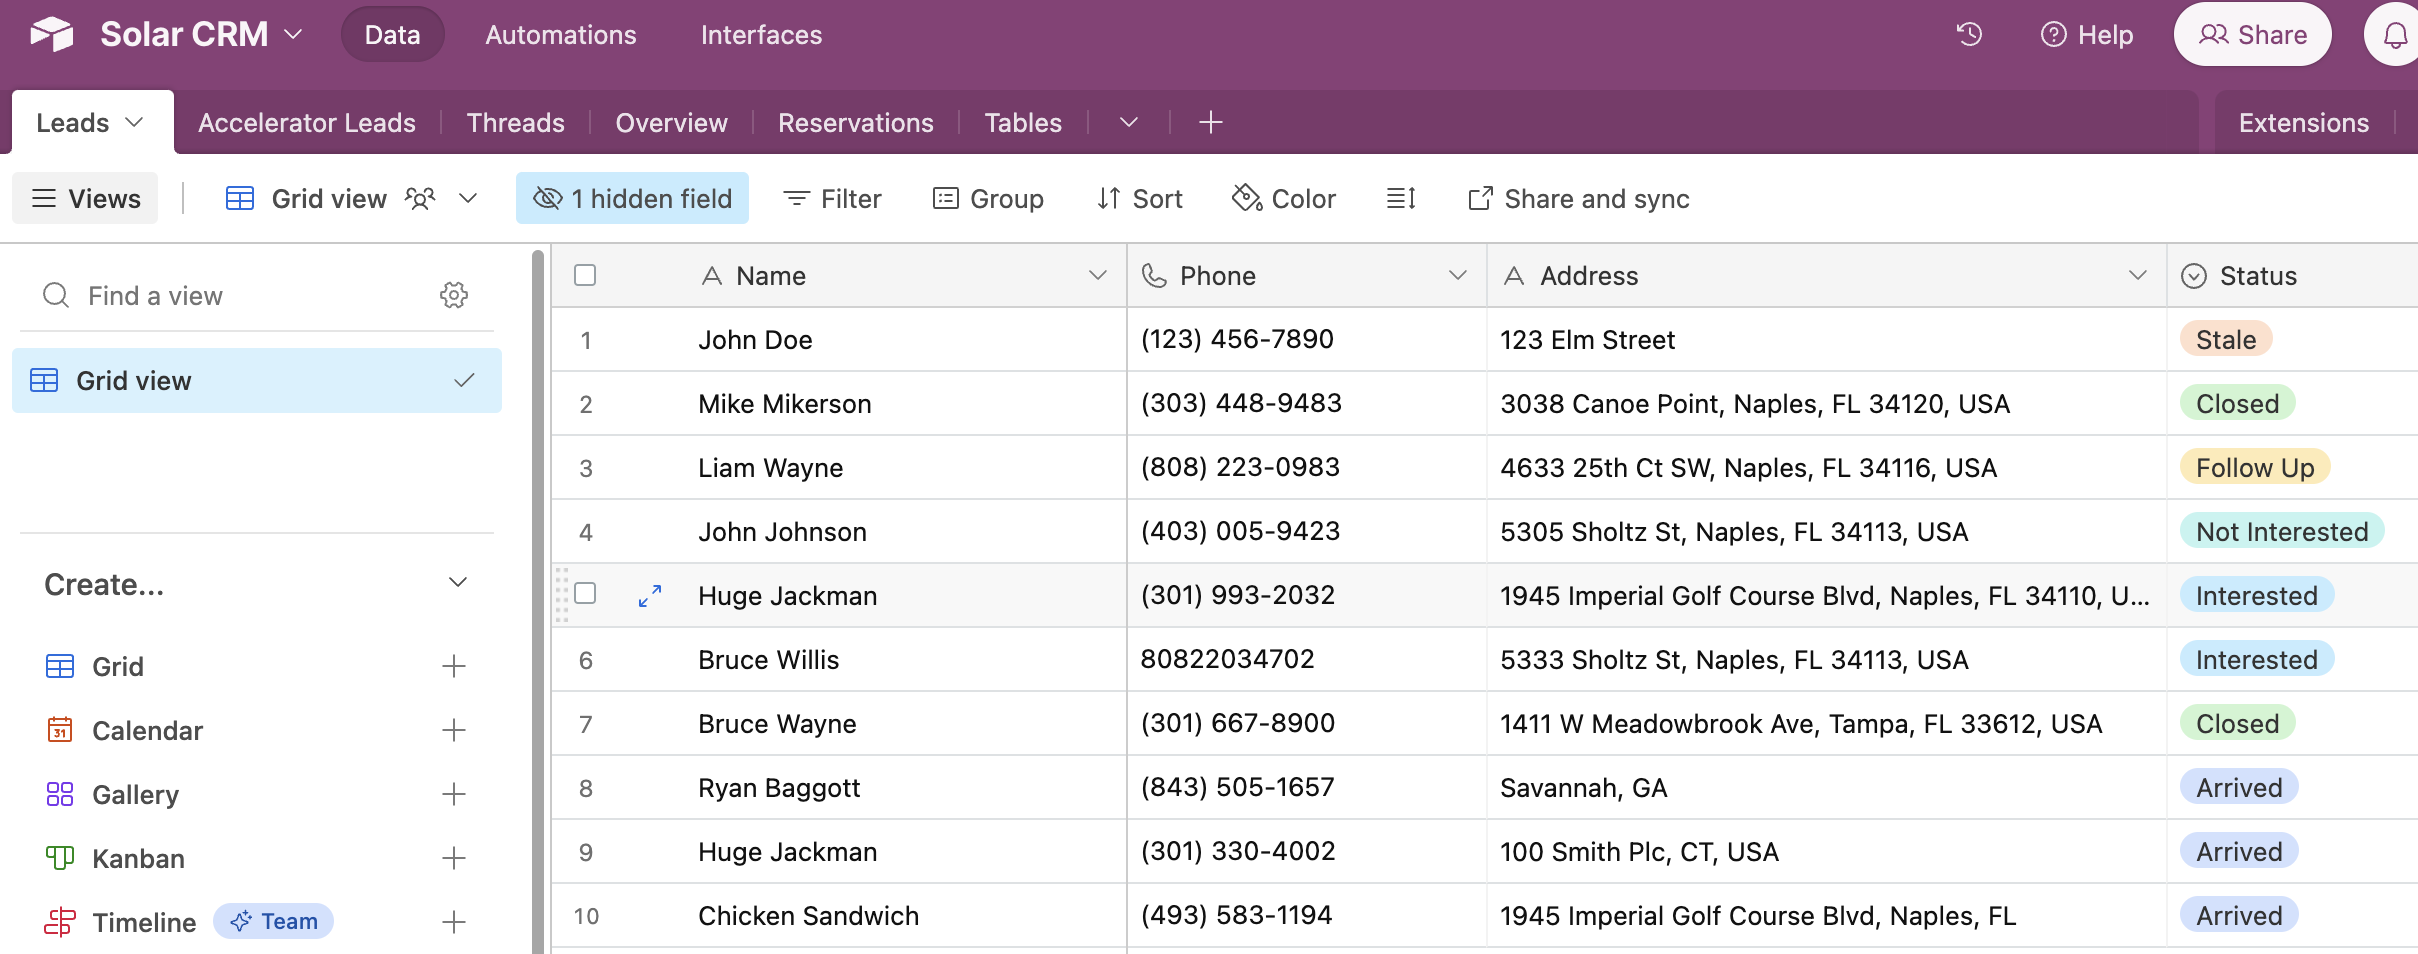 Solar CRM Data Automations Interfaces Help Share
Leads Accelerator Leads Threads Overview Reservations Tables Extensions
Views Grid view 1 hidden field Filter Group Sort Color Share and sync
Find a view
Grid view
Create...
Grid
Calendar
31
Gallery
Kanban
Timeline Team
Name Phone Address Status
1 John Doe (123) 456-7890 123 Elm Street Stale
2 Mike Mikerson (303) 448-9483 3038 Canoe Point, Naples, FL 34120, USA Closed
3 Liam Wayne (808) 223-0983 4633 25th Ct SW, Naples, FL 34116, USA Follow Up
4 John Johnson (403) 005-9423 5305 Sholtz St, Naples, FL 34113, USA Not Interested
Huge Jackman (301) 993-2032 1945 Imperial Golf Course Blvd, Naples, FL 34110, U... Interested
6 Bruce Willis 80822034702 5333 Sholtz St, Naples, FL 34113, USA Interested
7 Bruce Wayne (301) 667-8900 1411 W Meadowbrook Ave, Tampa, FL 33612, USA Closed
8 Ryan Baggott (843) 505-1657 Savannah, GA Arrived
9 Huge Jackman (301) 330-4002 100 Smith Plc, CT, USA Arrived
10 Chicken Sandwich (493) 583-1194 1945 Imperial Golf Course Blvd, Naples, FL Arrived